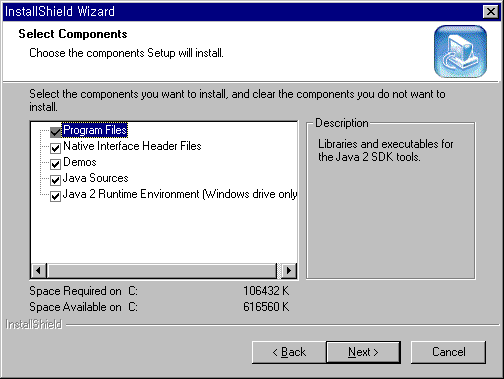 InstallShield Wizard
Select Components
Choose the components Setup will install.
Select the components you want to install, and clear the components you do not want to
install.
Program Files
Native Interface Header Files
Demos
Java Sources
Java 2 Runtime Environment (Windows drive only
Description
Libraries and executables for
the Java 2 SDK tools.
Space Required on C: 106432 K
Space Available on C: 616560 K
InstallShield
< Back
Next >
Cancel